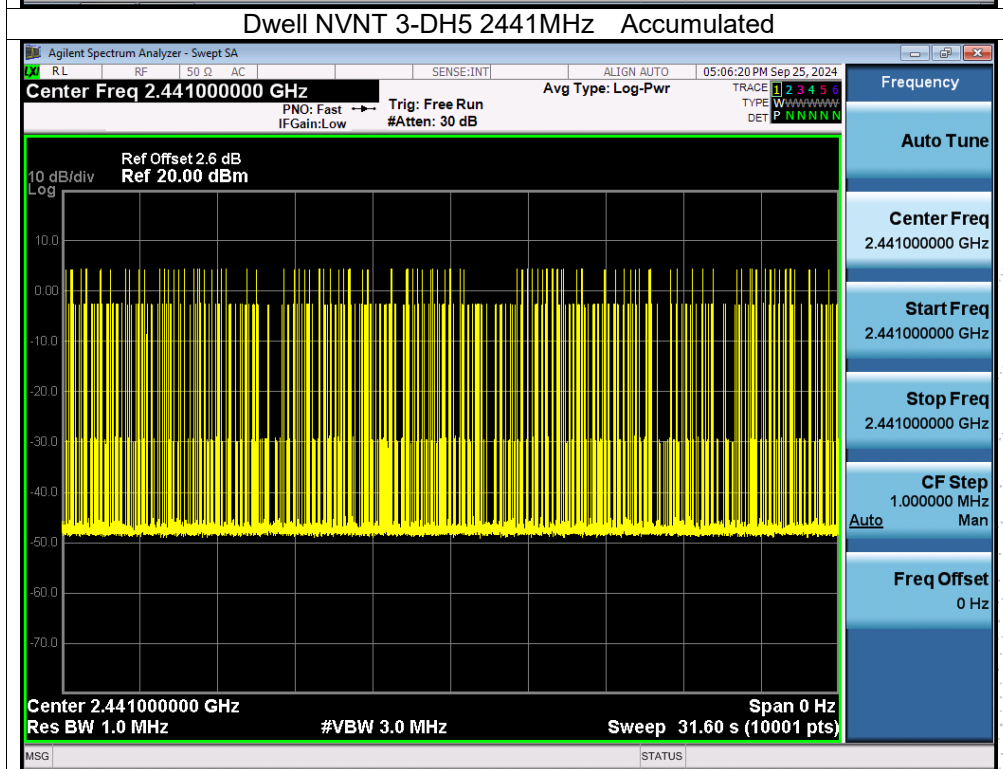 Dwell NVNT 3-DH5 2441MHz Accumulated
Agilent Spectrum Analyzer - Swept SA
LXI RL RF 50 Ω AC SENSE:INT ALIGN AUTO 05:06:20 PM Sep 25, 2024
Center Freq 2.441000000 GHz
PNO: Fast
IFGain:Low
Trig: Free Run
#Atten: 30 dB
Avg Type: Log-Pwr
TRACE 1 2 3 4 5 6
TYPE WWWWWWW
DET P N N N N N
Frequency
Auto Tune
Center Freq
2.441000000 GHz
Start Freq
2.441000000 GHz
Stop Freq
2.441000000 GHz
CF Step
1.000000 MHz
Auto Man
Freq Offset
0 Hz
Ref Offset 2.6 dB
10 dB/div Ref 20.00 dBm
Log
10.0
0.00
-10.0
-20.0
-30.0
-40.0
-50.0
-60.0
-70.0
Center 2.441000000 GHz Span 0 Hz
Res BW 1.0 MHz #VBW 3.0 MHz Sweep 31.60 s (10001 pts)
MSG STATUS